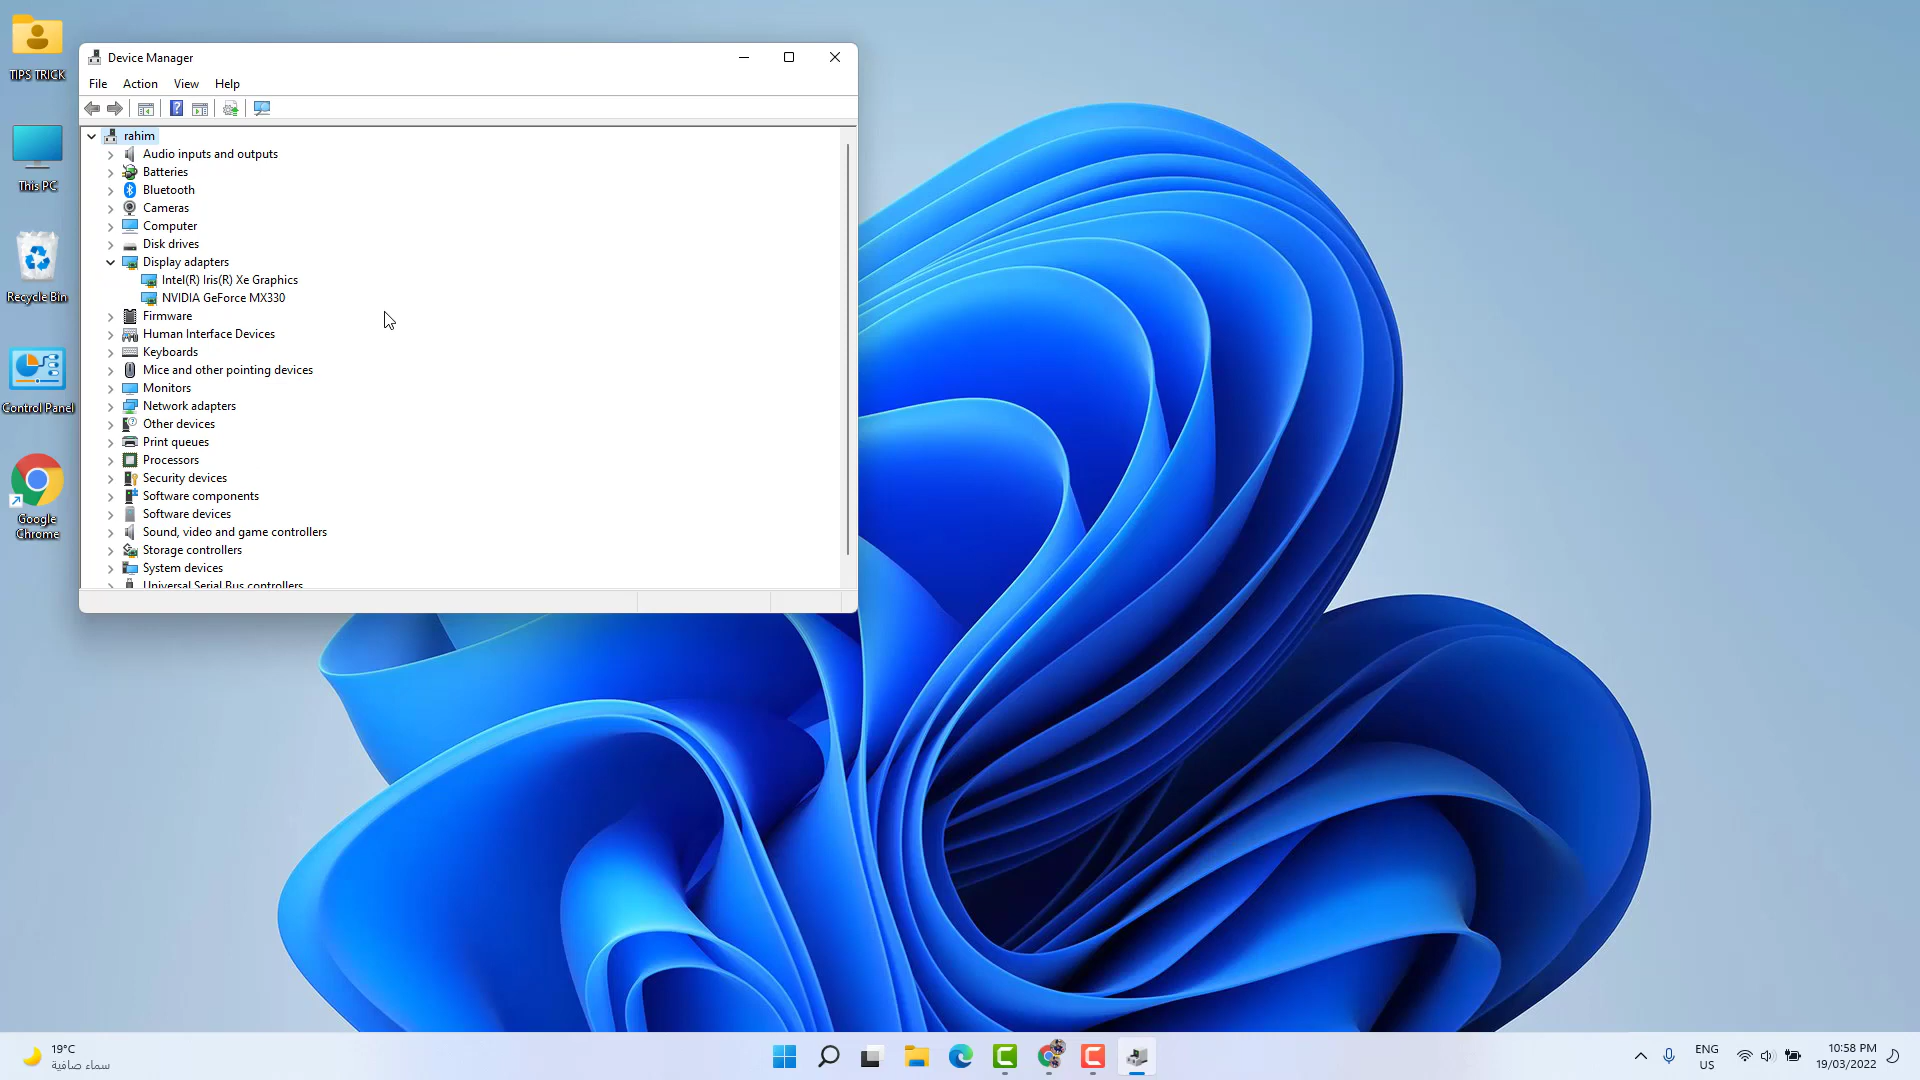 TIPS TRICK
This PC
Recycle Bin
Control Panel
Google
Chrome
Device Manager
File Action View Help
rahim
Audio inputs and outputs
Batteries
Bluetooth
Cameras
Computer
Disk drives
Display adapters
Intel(R) Iris(R) Xe Graphics
NVIDIA GeForce MX330
Firmware
Human Interface Devices
Keyboards
Mice and other pointing devices
Monitors
Network adapters
Other devices
Print queues
Processors
Security devices
Software components
Software devices
Sound, video and game controllers
Storage controllers
System devices
Universal Serial Bus controllers
19°C
سماء صافية
ENG
US
10:58 PM
19/03/2022